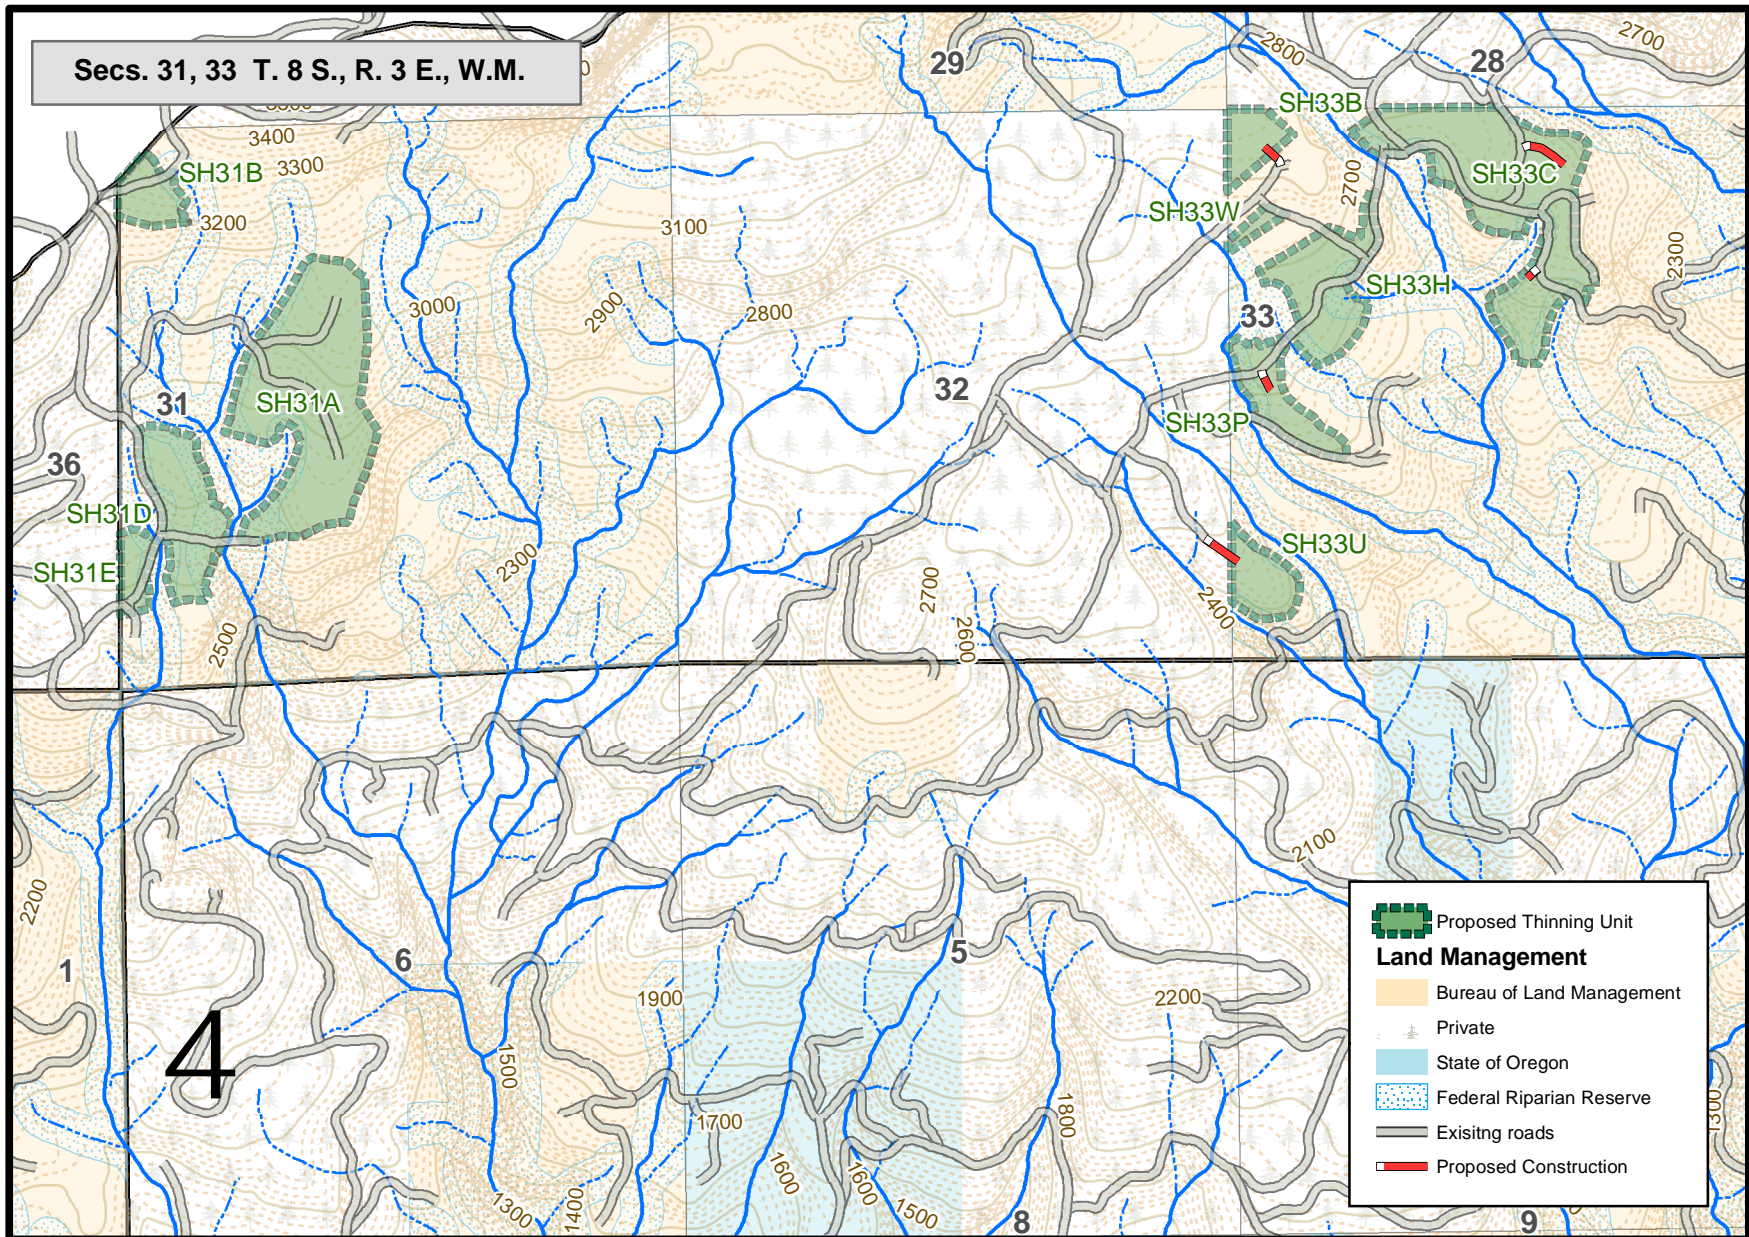 Secs. 31, 33  T. 8 S., R. 3 E., W.M.
29
28
2800
2700
3400
3300
SH31B
3200
3100
SH33B
SH33C
2700
SH33W
2300
3000
2900
2800
SH33H
33
31
SH31A
32
SH33P
36
SH31D
SH31E
2300
SH33U
2500
2700
2600
2400
2100
2200
1
6
5
4
1900
2200
1500
1700
1800
1600
1600
1500
1300
1400
8
9
Proposed Thinning Unit
Land Management
Bureau of Land Management
Private
State of Oregon
Federal Riparian Reserve
Exisitng roads
Proposed Construction